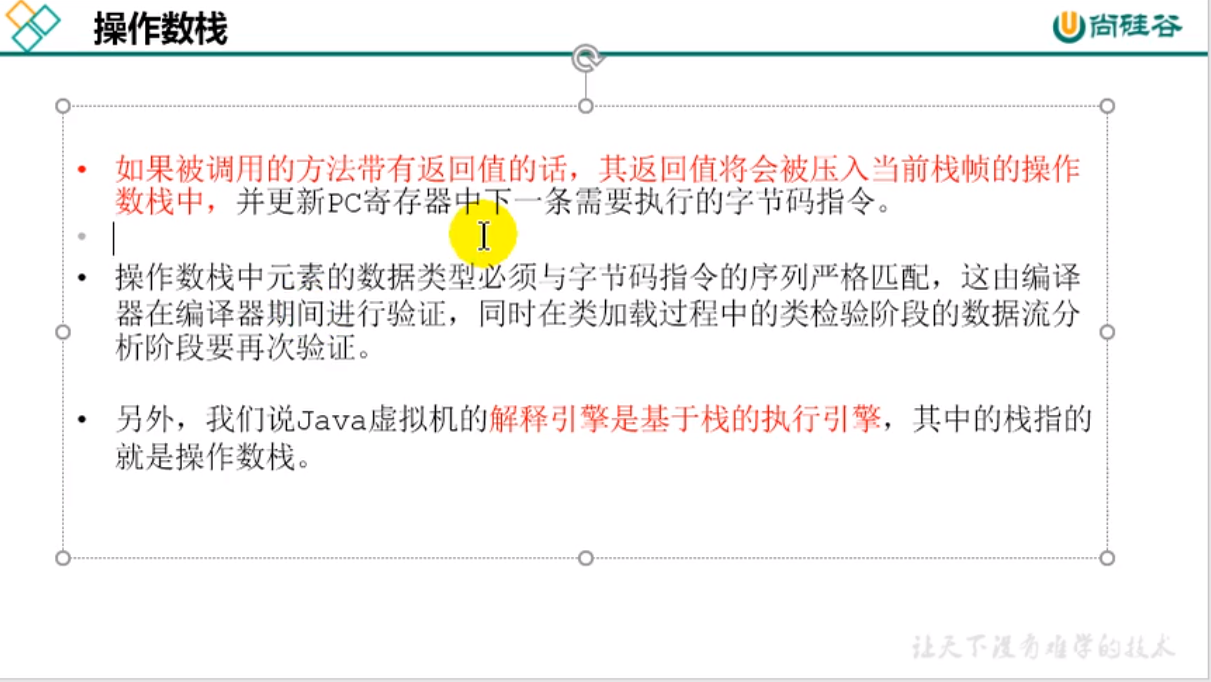 操作数栈
尚硅谷
• 如果被调用的方法带有返回值的话，其返回值将会被压入当前栈帧的操作
数栈中，并更新PC寄存器中下一条需要执行的字节码指令。
•
• 操作数栈中元素的数据类型必须与字节码指令的序列严格匹配，这由编译
器在编译器期间进行验证，同时在类加载过程中的类检验阶段的数据流分
析阶段要再次验证。
• 另外，我们说Java虚拟机的解释引擎是基于栈的执行引擎，其中的栈指的
就是操作数栈。
让天下没有难学的技术